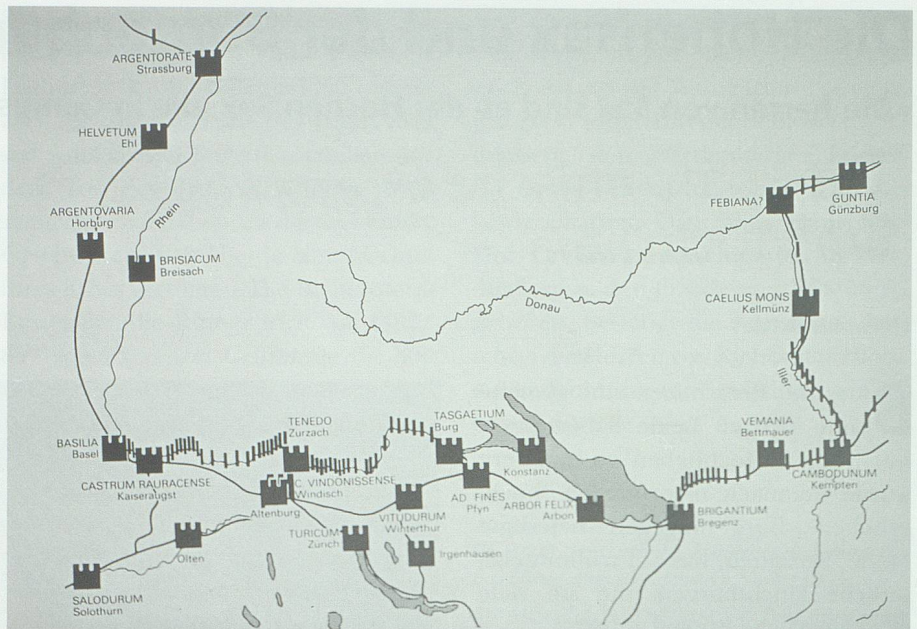 ARGENTORATE
Strassburg
HELVETUM
Ehl
ARGENTOVARIA
Horburg
Rhein
BRISIACUM
Breisach
FEBIANA?
GUNTIA
Günzburg
Donau
CAELIUS MONS
Kellmünz
Iller
BASILIA
Basel
CASTRUM RAURACENSE
Kaiseraugst
TENEDO
Zurzach
TASGAETIUM
Burg
Konstanz
VEMANIA
Bettmauer
CAMBODUNUM
Kempten
C. VINDONISSENSE
Windisch
Altenburg
VITUDURUM
Winterthur
AD FINES
Pfyn
ARBOR FELIX
Arbon
BRIGANTIUM
Bregenz
TURICUM
Zürich
Irgenhausen
Olten
SALODURUM
Solothurn